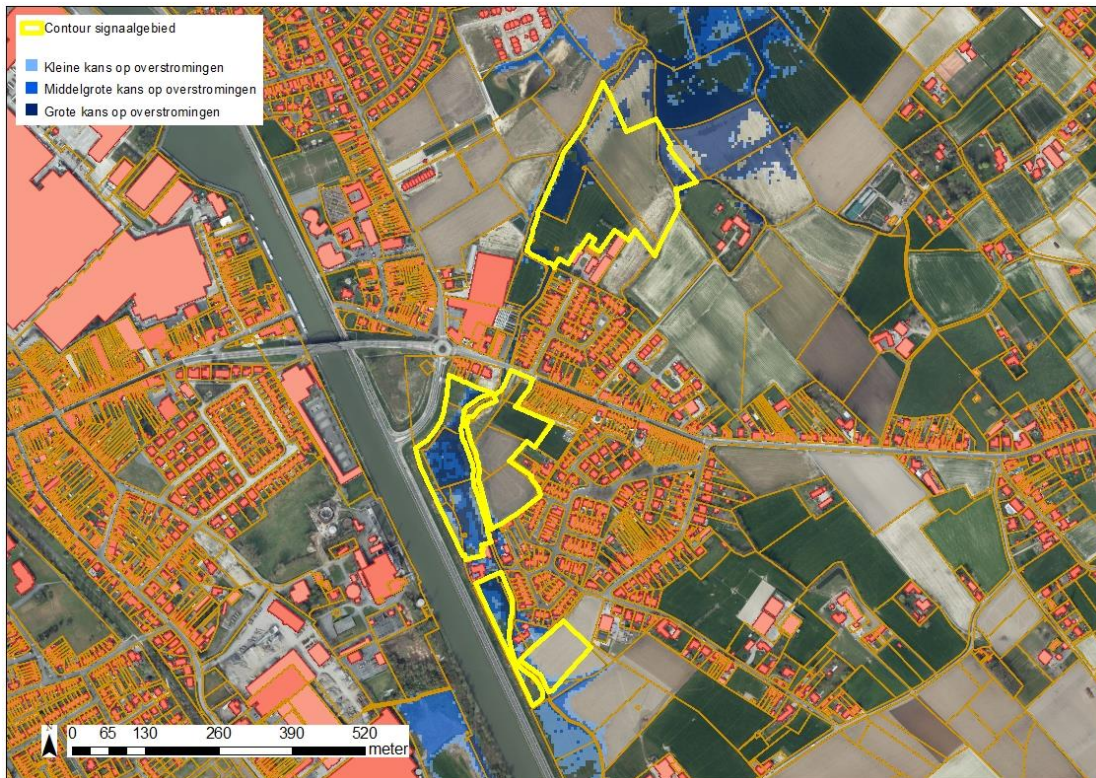 Contour signaalgebied
Kleine kans op overstromingen
Middelgrote kans op overstromingen
Grote kans op overstromingen
0 65 130 260 390 520
meter